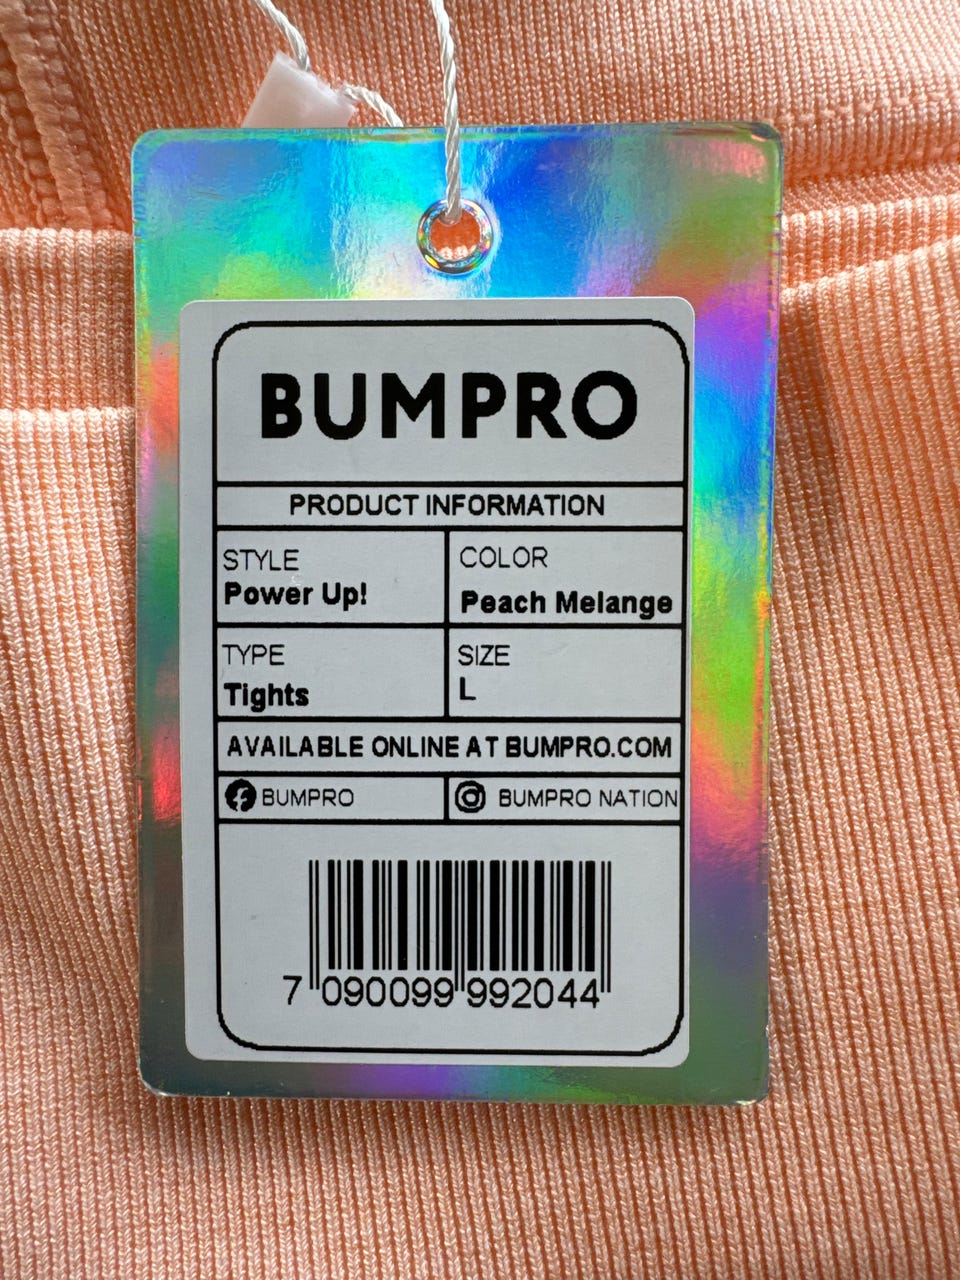 BUMPRO
PRODUCT INFORMATION
STYLE
Power Up!
COLOR
Peach Melange
TYPE
Tights
SIZE
L
AVAILABLE ONLINE AT BUMPRO.COM
BUMPRO
BUMPRO NATION
7 090099 992044